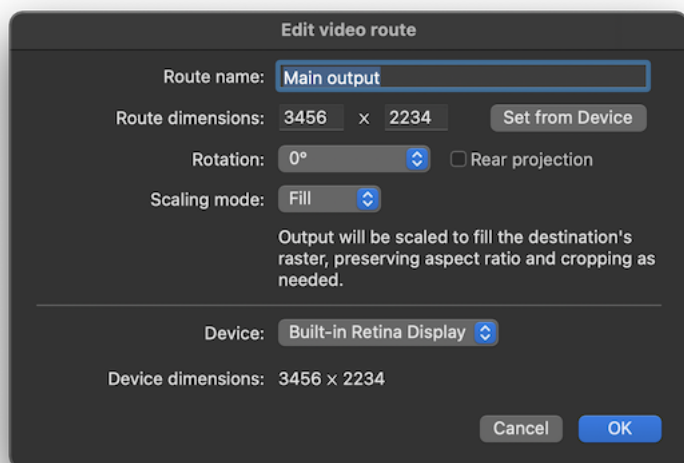 Edit video route
Route name: Main output
Route dimensions: 3456 x 2234 Set from Device
Rotation: 0° Rear projection
Scaling mode: Fill
Output will be scaled to fill the destination's
raster, preserving aspect ratio and cropping as
needed.
Device: Built-in Retina Display
Device dimensions: 3456 x 2234
Cancel OK